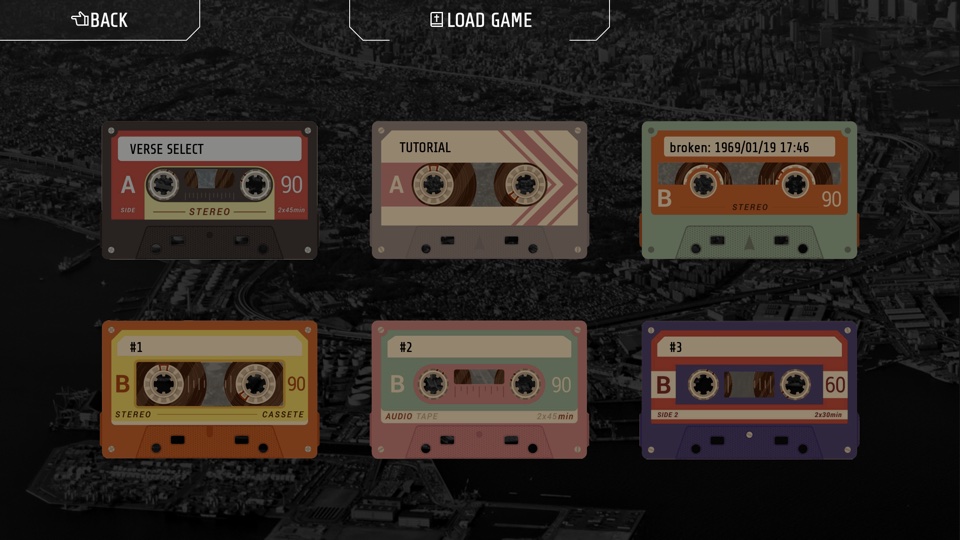 BACK
LOAD GAME
VERSE SELECT
A
90
SIDE
STEREO
2x45min
TUTORIAL
A
broken: 1969/01/19 17:46
B
90
STEREO
#1
B
90
STEREO
CASSETE
#2
B
90
AUDIO TAPE
2x45min
#3
B
60
SIDE 2
2x30min